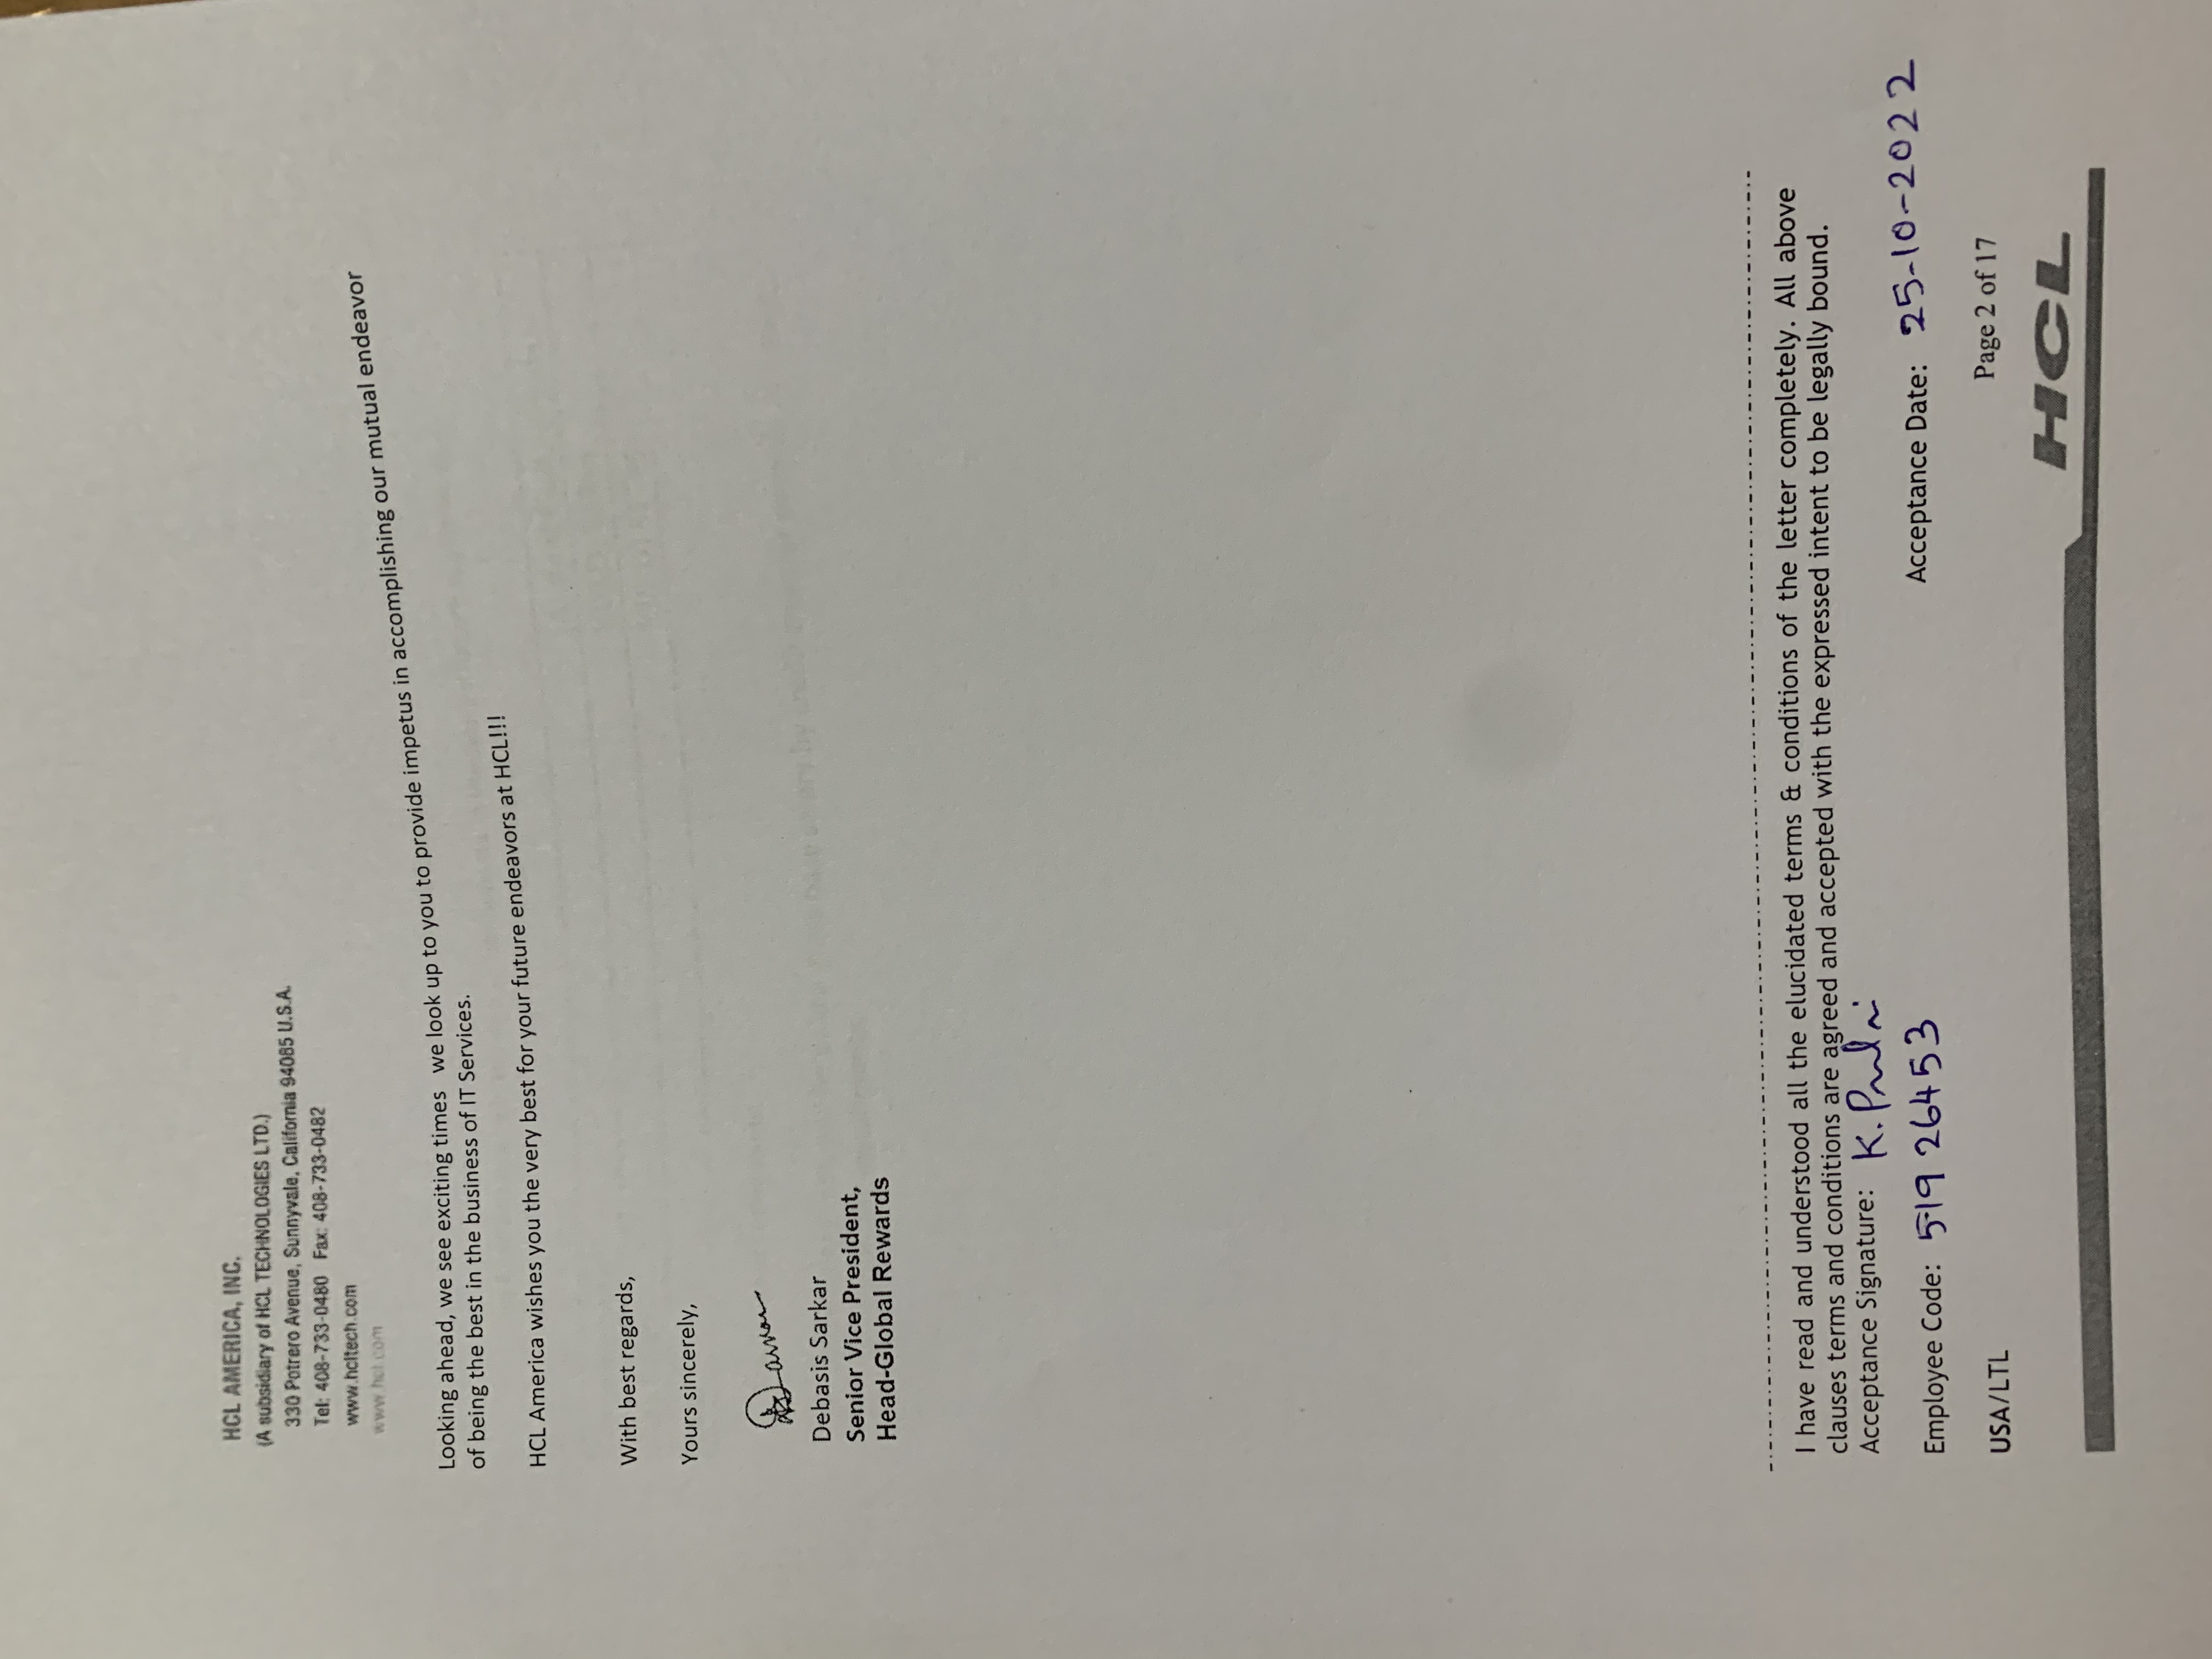 HCL AMERICA, INC.
(A subsidiary of HCL TECHNOLOGIES LTD.)
330 Potrero Avenue, Sunnyvale, California 94085 U.S.A.
Tel: 408-733-0480 Fax: 408-733-0482
www.hcltech.com
www.hcl.com
Looking ahead, we see exciting times we look up to you to provide impetus in accomplishing our mutual endeavor
of being the best in the business of IT Services.
HCL America wishes you the very best for your future endeavors at HCL!!!
With best regards,
Yours sincerely,
Debasis Sarkar
Senior Vice President,
Head-Global Rewards
I have read and understood all the elucidated terms & conditions of the letter completely. All above
clauses terms and conditions are agreed and accepted with the expressed intent to be legally bound.
Acceptance Signature: K.
Employee Code: 51926453 Acceptance Date: 25-10-2022
USA/LTL Page 2 of 17
HCL